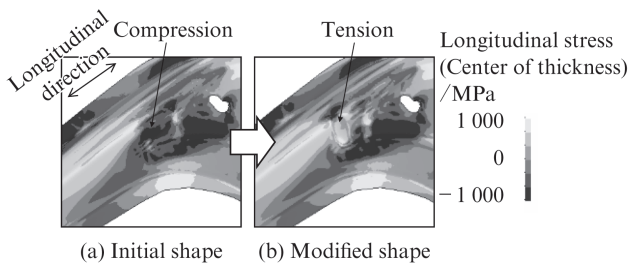 Longitudinal
direction
Compression
Tension
Longitudinal stress
(Center of thickness)
/MPa
1 000
0
− 1 000
(a) Initial shape
(b) Modified shape